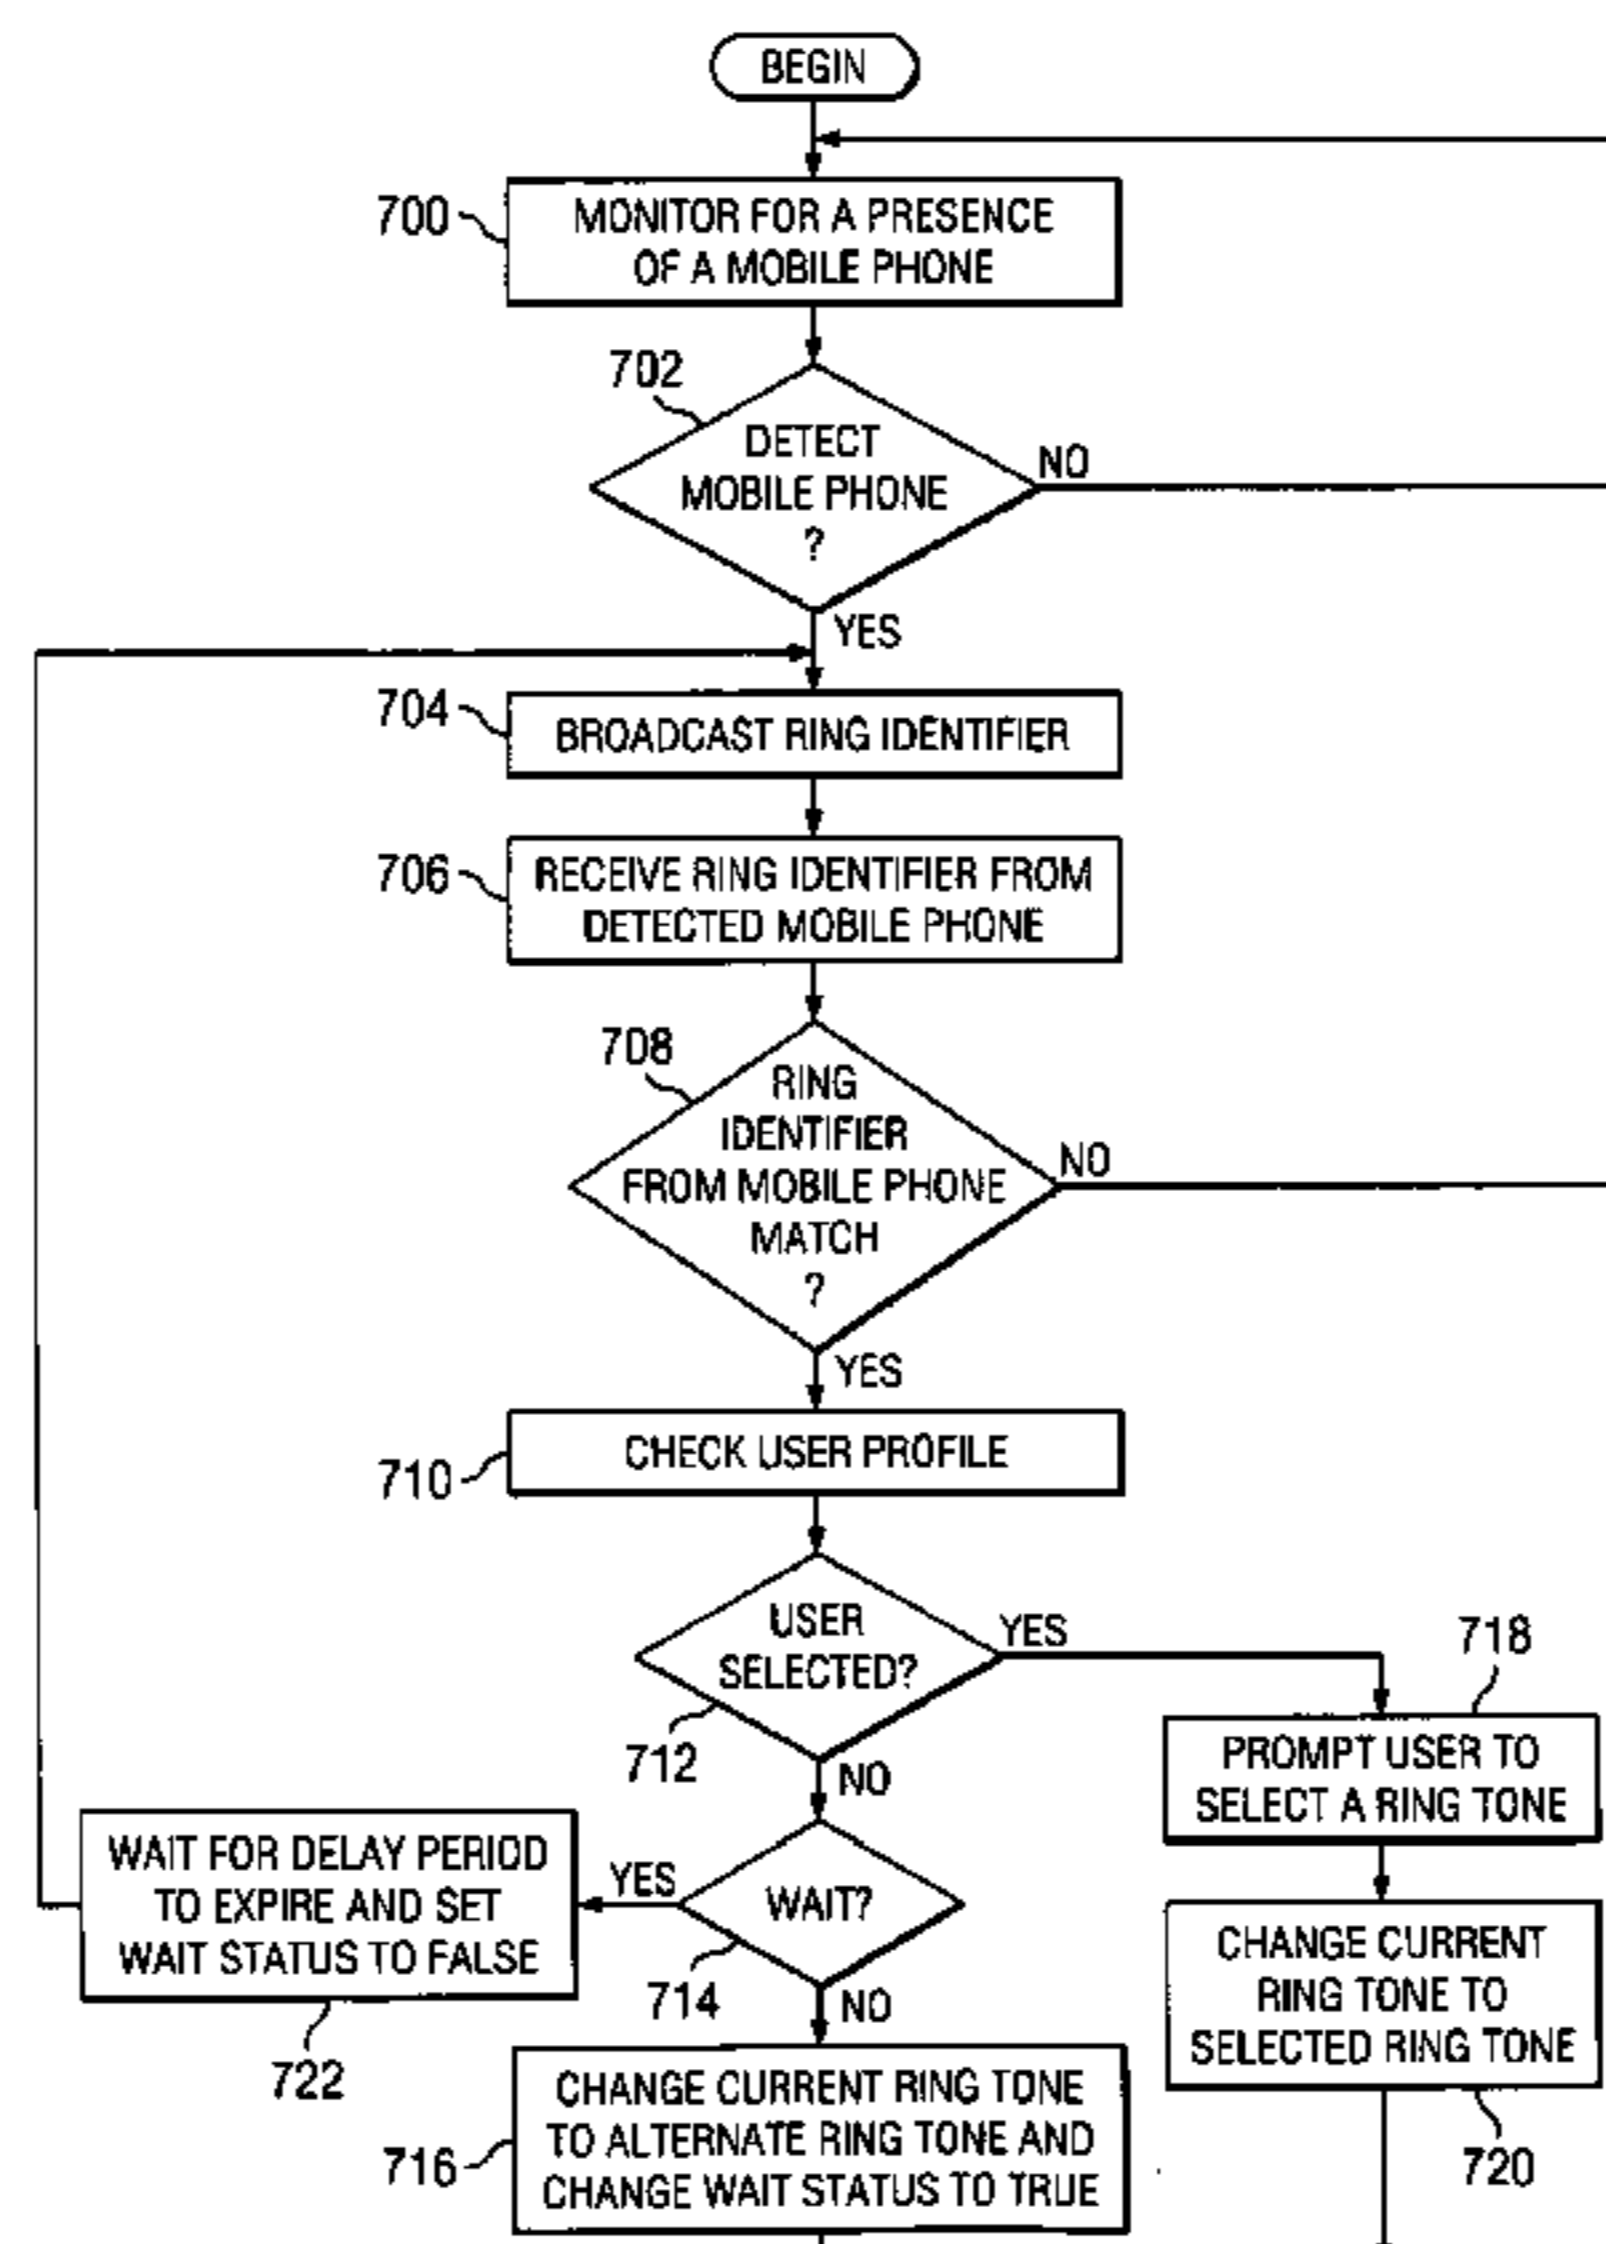 BEGIN
700
MONITOR FOR A PRESENCE
OF A MOBILE PHONE
702
DETECT
MOBILE PHONE
?
NO
YES
704
BROADCAST RING IDENTIFIER
706
RECEIVE RING IDENTIFIER FROM
DETECTED MOBILE PHONE
708
RING
IDENTIFIER
FROM MOBILE PHONE
MATCH
?
NO
YES
710
CHECK USER PROFILE
USER
SELECTED?
YES
712
NO
718
PROMPT USER TO
SELECT A RING TONE
WAIT FOR DELAY PERIOD
TO EXPIRE AND SET
WAIT STATUS TO FALSE
722
YES
WAIT?
714
NO
CHANGE CURRENT
RING TONE TO
SELECTED RING TONE
720
716
CHANGE CURRENT RING TONE
TO ALTERNATE RING TONE AND
CHANGE WAIT STATUS TO TRUE